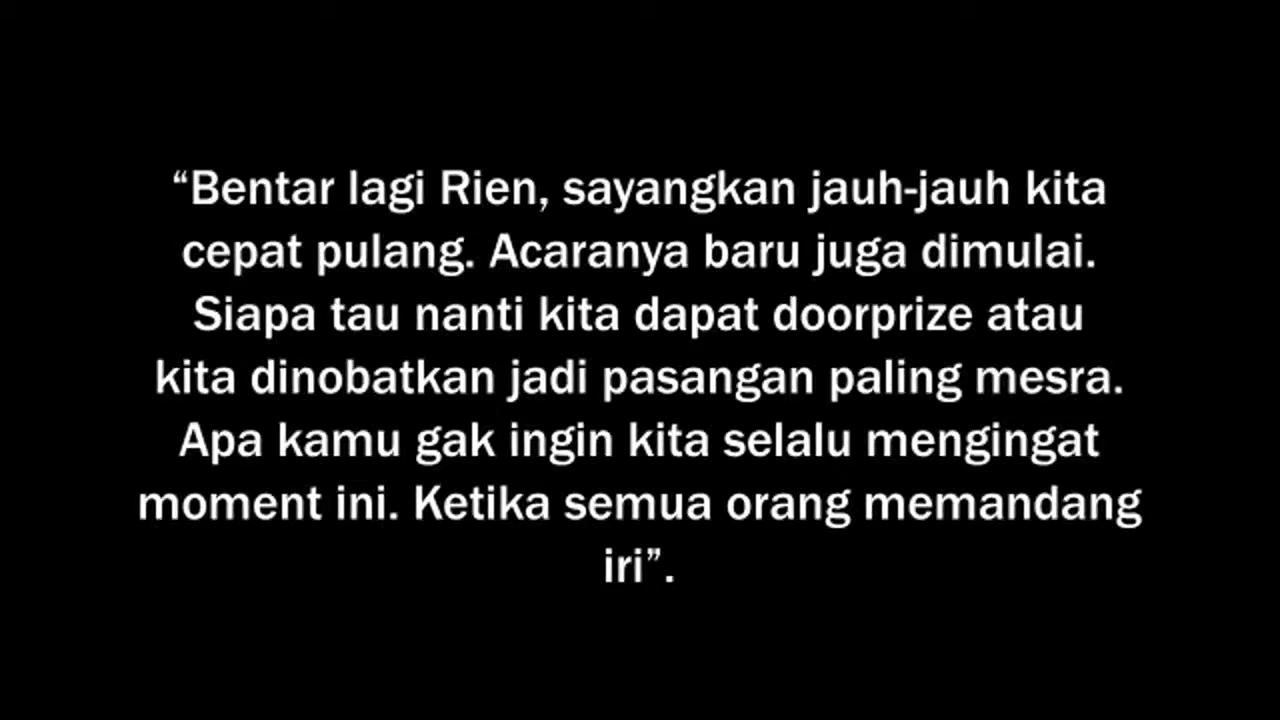 “Bentar lagi Rien, sayangkan jauh-jauh kita
cepat pulang. Acaranya baru juga dimulai.
Siapa tau nanti kita dapat doorprize atau
kita dinobatkan jadi pasangan paling mesra.
Apa kamu gak ingin kita selalu mengingat
moment ini. Ketika semua orang memandang
iri”.